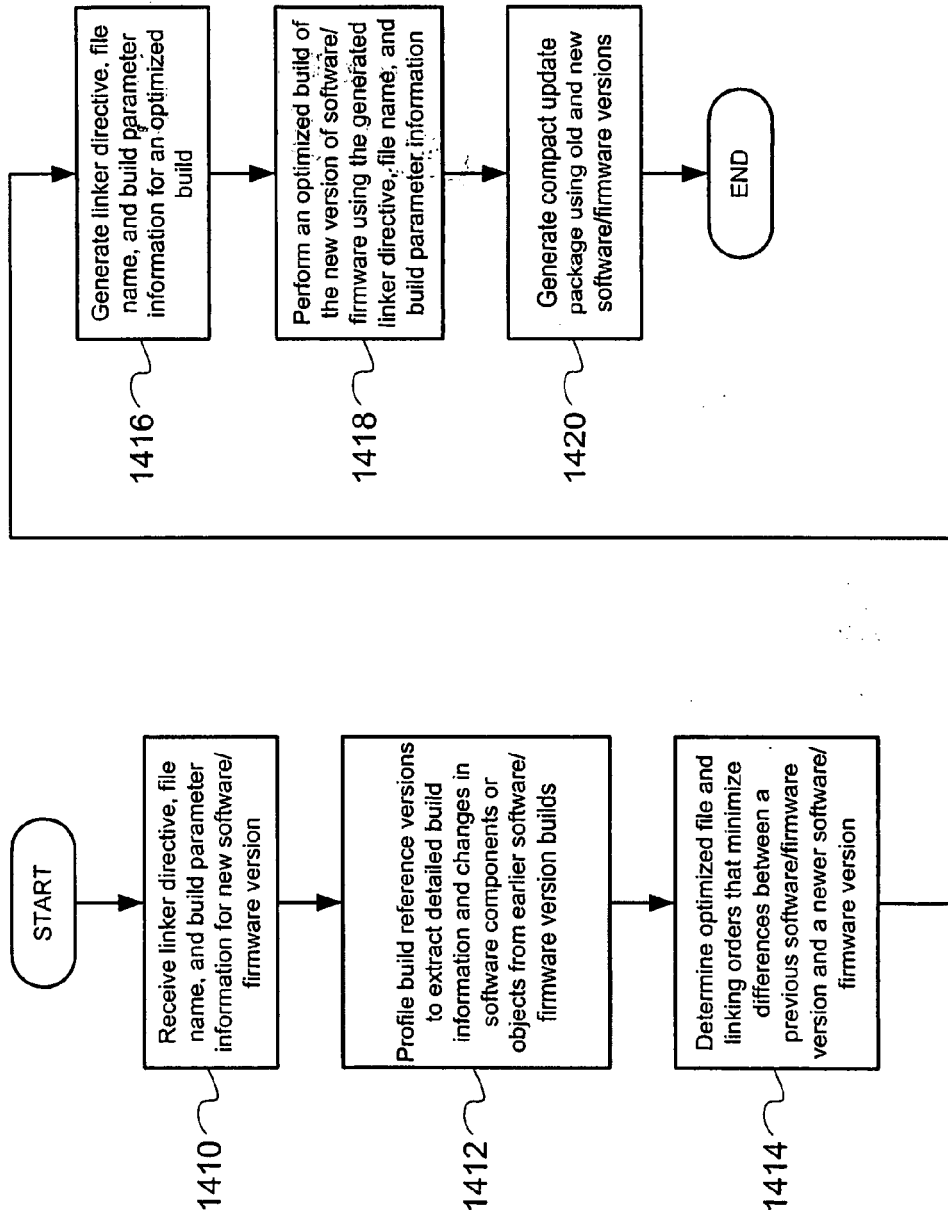 START
Receive linker directive, file
name, and build parameter
information for new software/
firmware version
1410
Profile build reference versions
to extract detailed build
information and changes in
software components or
objects from earlier software/
firmware version builds
1412
Determine optimized file and
linking orders that minimize
differences between a
previous software/firmware
version and a newer software/
firmware version
1414
Generate linker directive, file
name, and build parameter
information for an optimized
build
1416
Perform an optimized build of
the new version of software/
firmware using the generated
linker directive, file name, and
build parameter information
1418
Generate compact update
package using old and new
software/firmware versions
1420
END